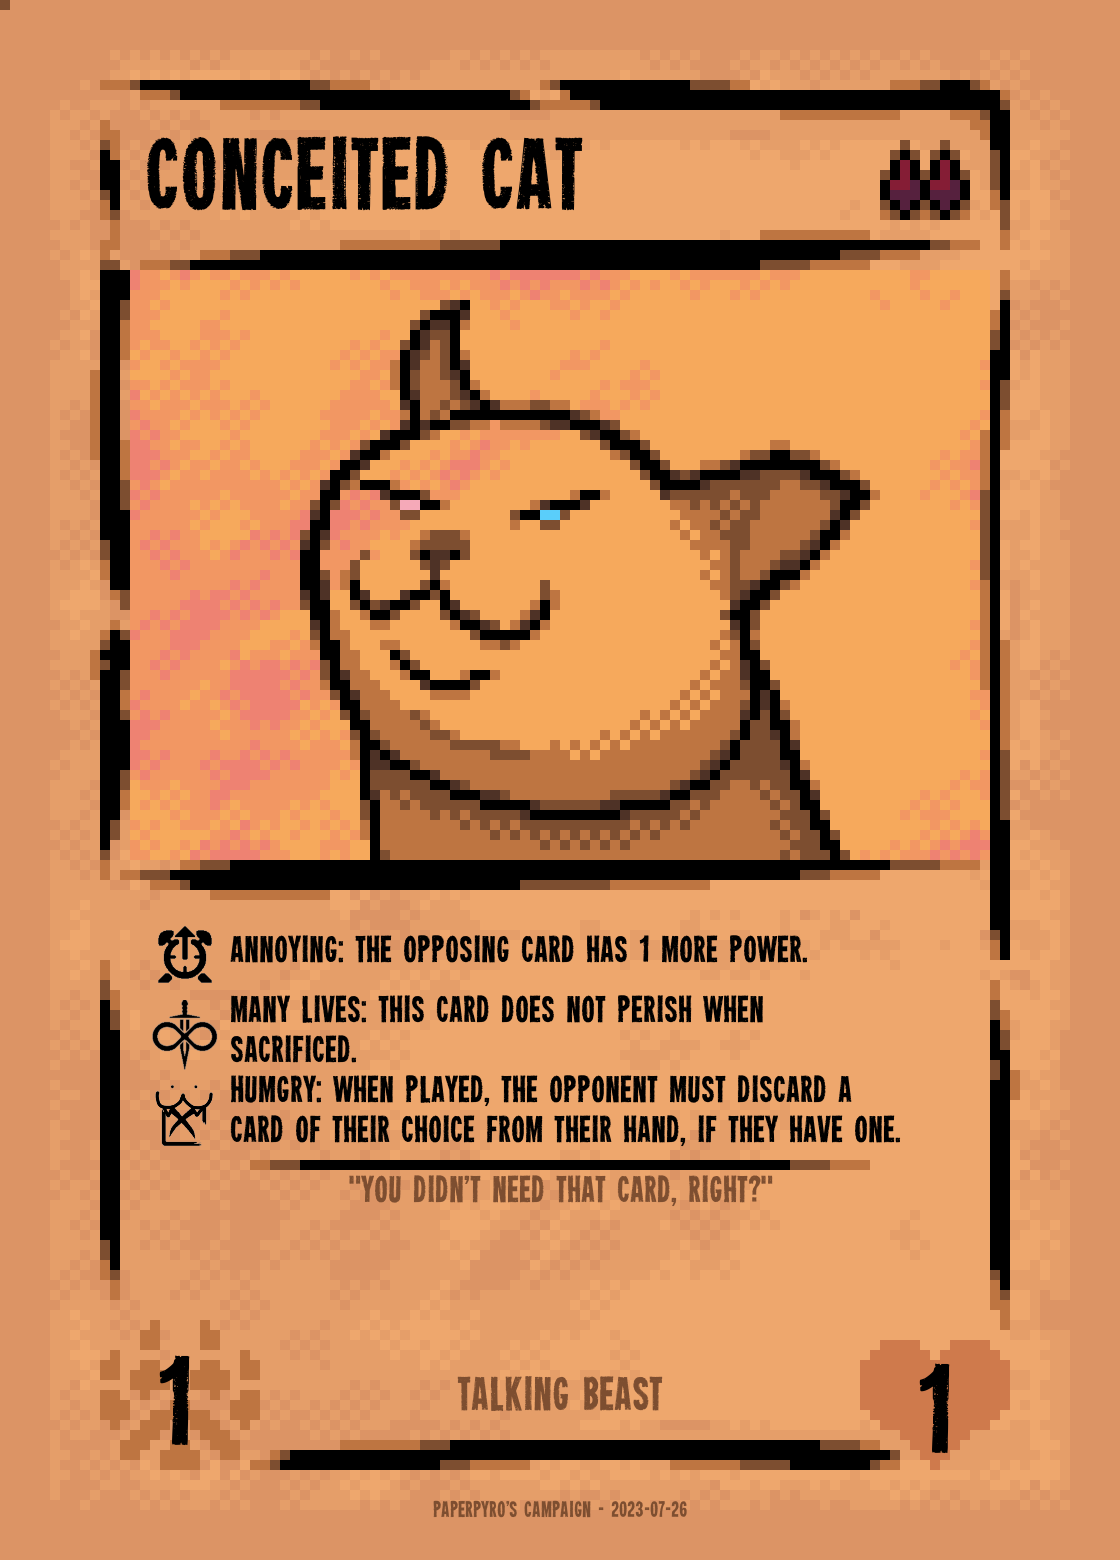 CONCEITED CAT
ANNOYING: THE OPPOSING CARD HAS 1 MORE POWER.
MANY LIVES: THIS CARD DOES NOT PERISH WHEN
SACRIFICED.
HUMGRY: WHEN PLAYED, THE OPPONENT MUST DISCARD A
CARD OF THEIR CHOICE FROM THEIR HAND, IF THEY HAVE ONE.
"YOU DIDN'T NEED THAT CARD, RIGHT?"
1
TALKING BEAST
1
PAPERPYRO'S CAMPAIGN - 2023-07-26